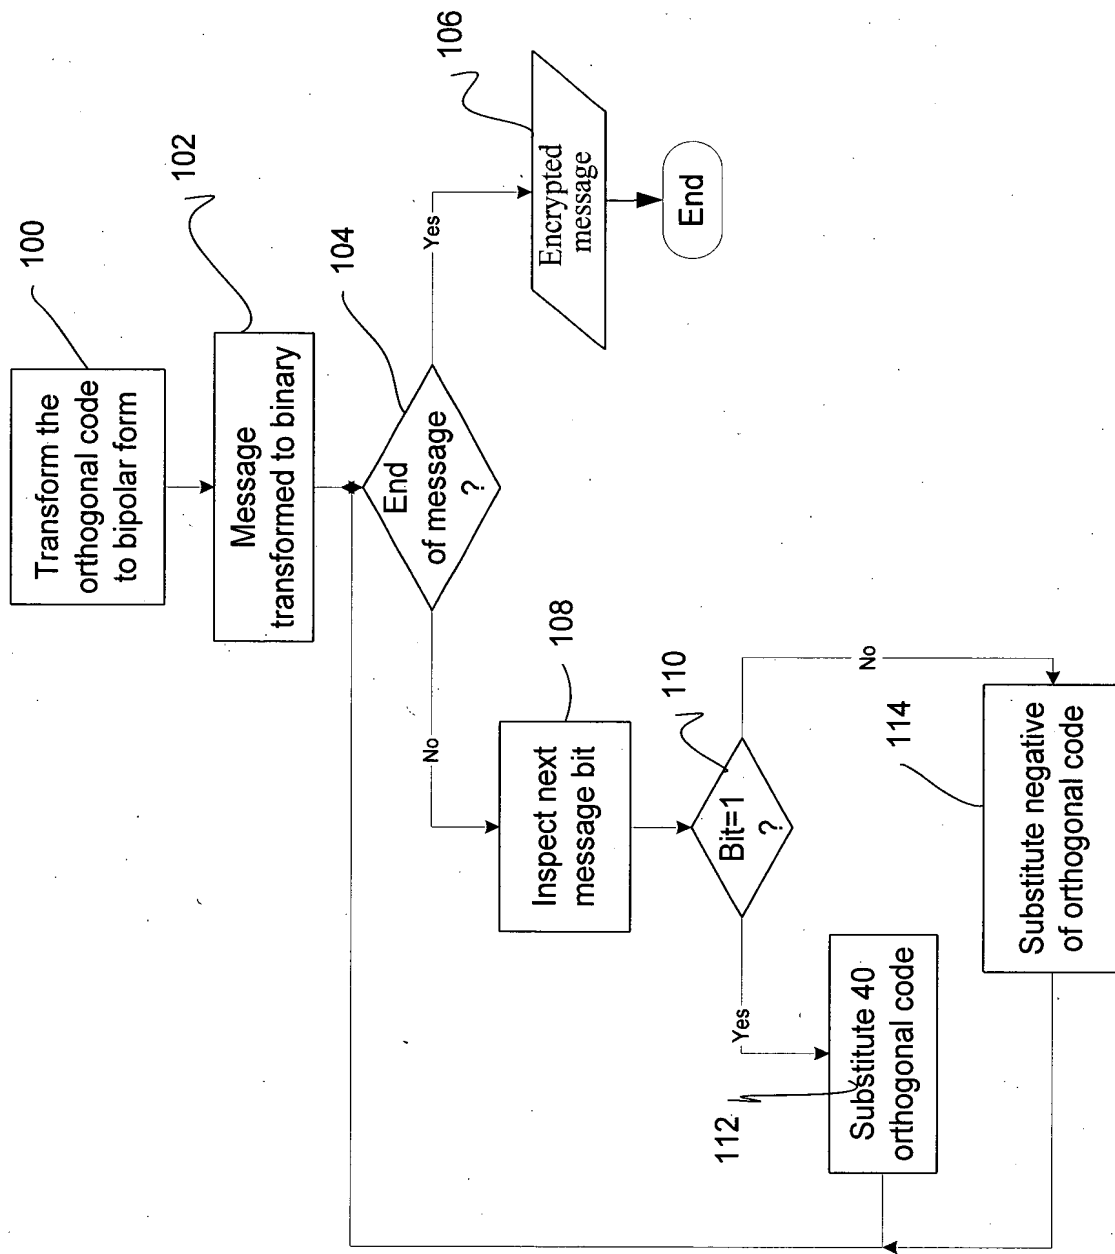 100
Transform the
orthogonal code
to bipolar form
102
Message
transformed to binary
104
End
of message
?
Yes
106
Encrypted
message
End
No
108
Inspect next
message bit
110
Bit=1
?
Yes
112
Substitute 40
orthogonal code
No
114
Substitute negative
of orthogonal code